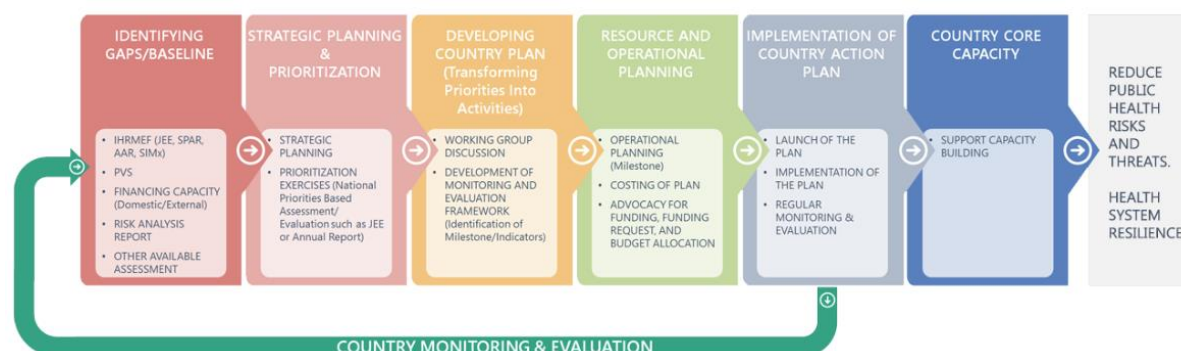 IDENTIFYING
GAPS/BASELINE
• IHRMEF (JEE, SPAR,
AAR, SIMx)
• PVS
• FINANCING CAPACITY
(Domestic/External)
• RISK ANALYSIS
REPORT
• OTHER AVAILABLE
ASSESSMENT
STRATEGIC PLANNING
&
PRIORITIZATION
• STRATEGIC
PLANNING
• PRIORITIZATION
EXERCISES (National
Priorities Based
Assessment/
Evaluation such as JEE
or Annual Report)
DEVELOPING
COUNTRY PLAN
(Transforming
Priorities Into
Activities)
• WORKING GROUP
DISCUSSION
• DEVELOPMENT OF
MONITORING AND
EVALUATION
FRAMEWORK
(Identification of
Milestone/Indicators)
RESOURCE AND
OPERATIONAL
PLANNING
• OPERATIONAL
PLANNING
(Milestone)
• COSTING OF PLAN
• ADVOCACY FOR
FUNDING, FUNDING
REQUEST, AND
BUDGET ALLOCATION
IMPLEMENTATION OF
COUNTRY ACTION
PLAN
• LAUNCH OF THE
PLAN
• IMPLEMENTATION OF
THE PLAN
• REGULAR
MONITORING &
EVALUATION
COUNTRY CORE
CAPACITY
• SUPPORT CAPACITY
BUILDING
REDUCE
PUBLIC
HEALTH
RISKS
AND
THREATS.
HEALTH
SYSTEM
RESILIENCE
COUNTRY MONITORING & EVALUATION